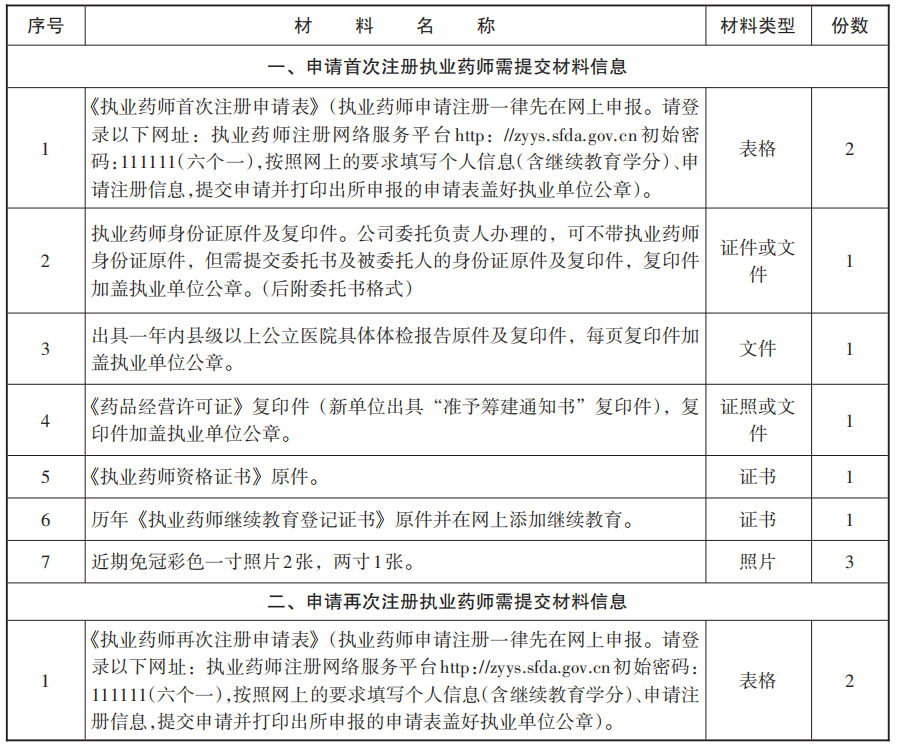 序号 材 料 名 称 材料类型 份数
一、申请首次注册执业药师需提交材料信息
1 《执业药师首次注册申请表》（执业药师申请注册一律先在网上申报。请登
录以下网址：执业药师注册网络服务平台http：//zyys.sfda.gov.cn初始密
码:111111(六个一),按照网上的要求填写个人信息(含继续教育学分)、申
请注册信息,提交申请并打印出所申报的申请表盖好执业单位公章)。 表格 2
2 执业药师身份证原件及复印件。公司委托负责人办理的，可不带执业药师
身份证原件，但需提交委托书及被委托人的身份证原件及复印件，复印件
加盖执业单位公章。（后附委托书格式） 证件或文
件 1
3 出具一年内县级以上公立医院具体体检报告原件及复印件，每页复印件加
盖执业单位公章。 文件 1
4 《药品经营许可证》复印件（新单位出具“准予筹建通知书”复印件），复
印件加盖执业单位公章。 证照或文
件 1
5 《执业药师资格证书》原件。 证书 1
6 历年《执业药师继续教育登记证书》原件并在网上添加继续教育。 证书 1
7 近期免冠彩色一寸照片2张，两寸1张。 照片 3
二、申请再次注册执业药师需提交材料信息
1 《执业药师再次注册申请表》（执业药师申请注册一律先在网上申报。请登
录以下网址：执业药师注册网络服务平台http://zyys.sfda.gov.cn初始密码：
111111(六个一),按照网上的要求填写个人信息(含继续教育学分)、申请注
册信息,提交申请并打印出所申报的申请表盖好执业单位公章)。 表格 2